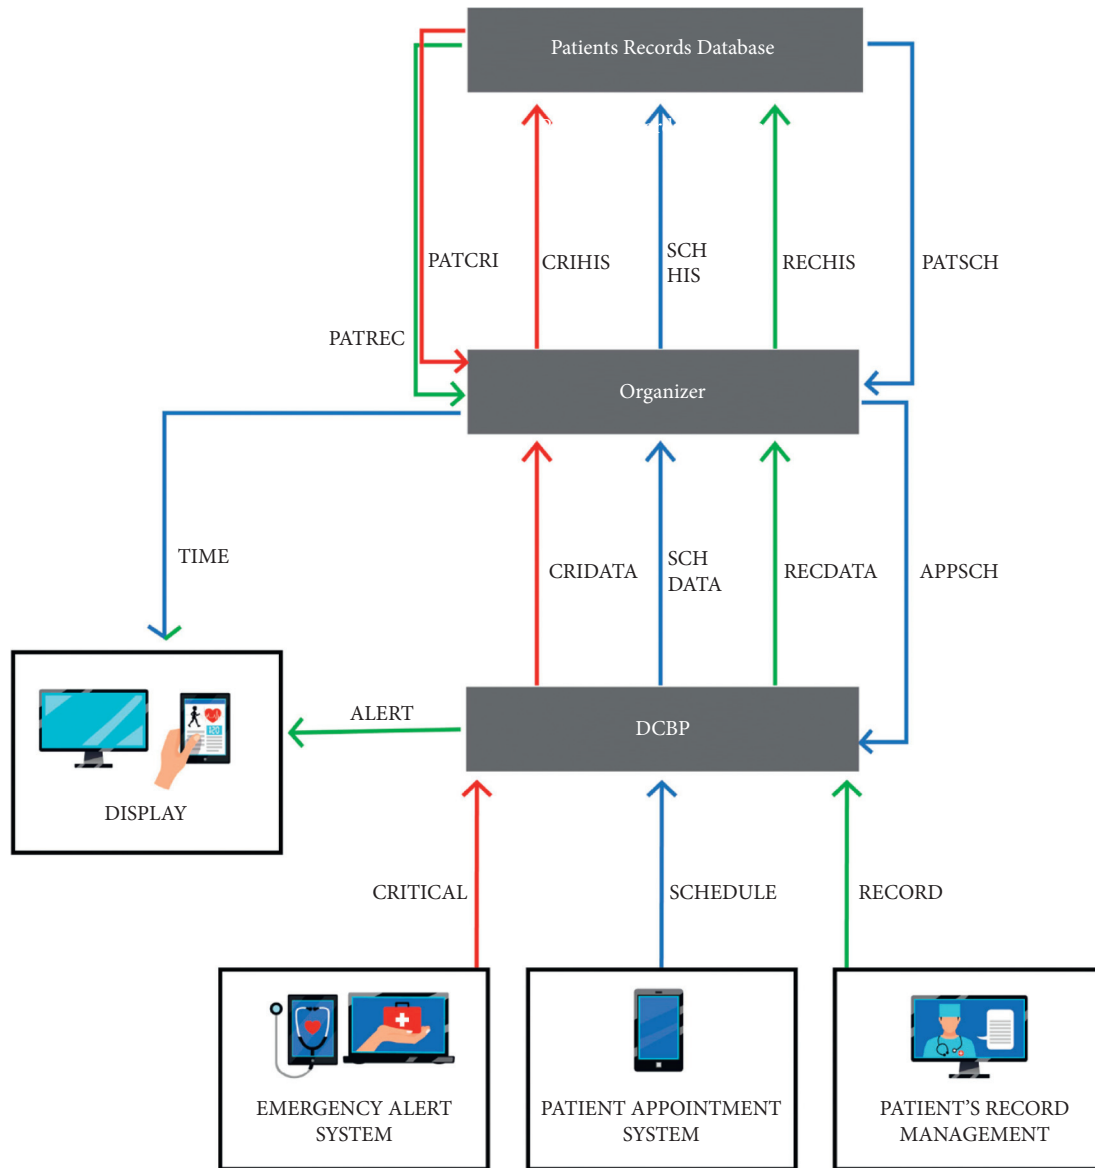 Patients Records Database
PATCRI
CRIHIS
SCH
HIS
RECHIS
PATSCH
PATREC
Organizer
TIME
CRIDATA
SCH
DATA
RECDATA
APPSCH
ALERT
DCBP
120
DISPLAY
CRITICAL
SCHEDULE
RECORD
EMERGENCY ALERT
SYSTEM
PATIENT APPOINTMENT
SYSTEM
PATIENT'S RECORD
MANAGEMENT